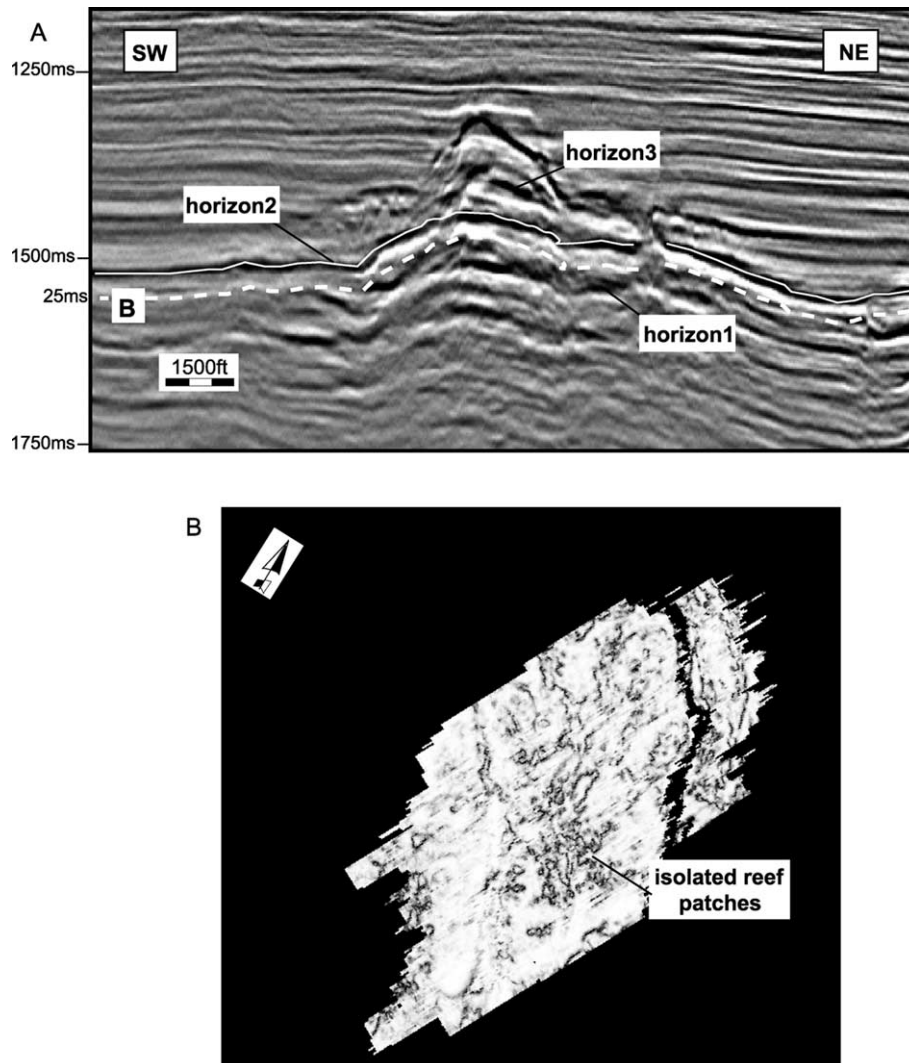 A
SW
NE
1250ms
horizon3
horizon2
1500ms
25ms
B
horizon1
1500ft
1750ms
B
isolated reef
patches